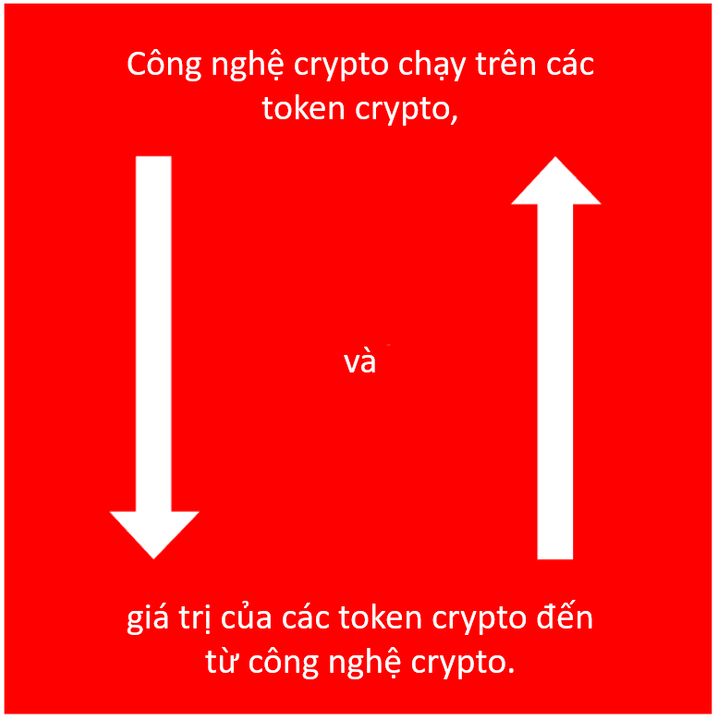 Công nghệ crypto chạy trên các
token crypto,
và
giá trị của các token crypto đến
từ công nghệ crypto.